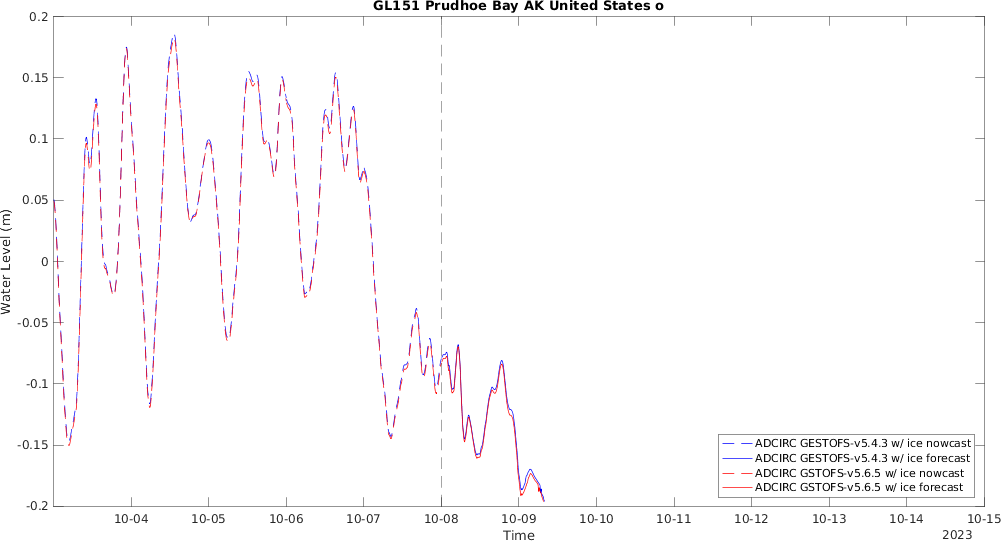 GL151 Prudhoe Bay AK United States o
0.2
0.15
0.1
0.05
0
-0.05
-0.1
-0.15
-0.2
Water Level (m)
ADCIRC GESTOFS-v5.4.3 w/ ice nowcast
ADCIRC GESTOFS-v5.4.3 w/ ice forecast
ADCIRC GSTOFS-v5.6.5 w/ ice nowcast
ADCIRC GSTOFS-v5.6.5 w/ ice forecast
10-04 10-05 10-06 10-07 10-08 10-09 10-10 10-11 10-12 10-13 10-14 10-15
Time
2023